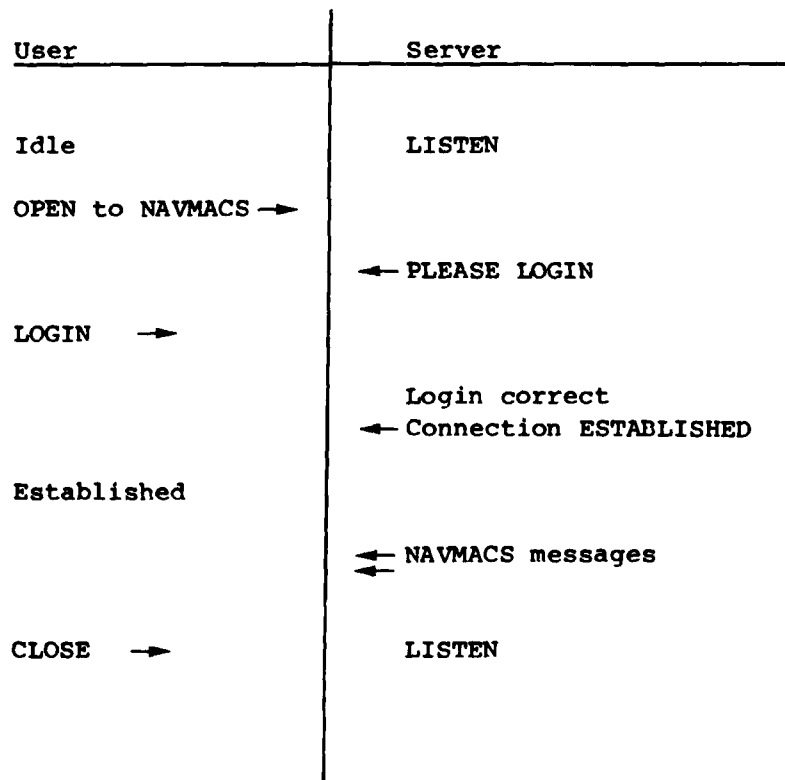 User Server
Idle LISTEN
OPEN to NAVMACS →
← PLEASE LOGIN
LOGIN →
Login correct
← Connection ESTABLISHED
Established
← NAVMACS messages
←
CLOSE → LISTEN